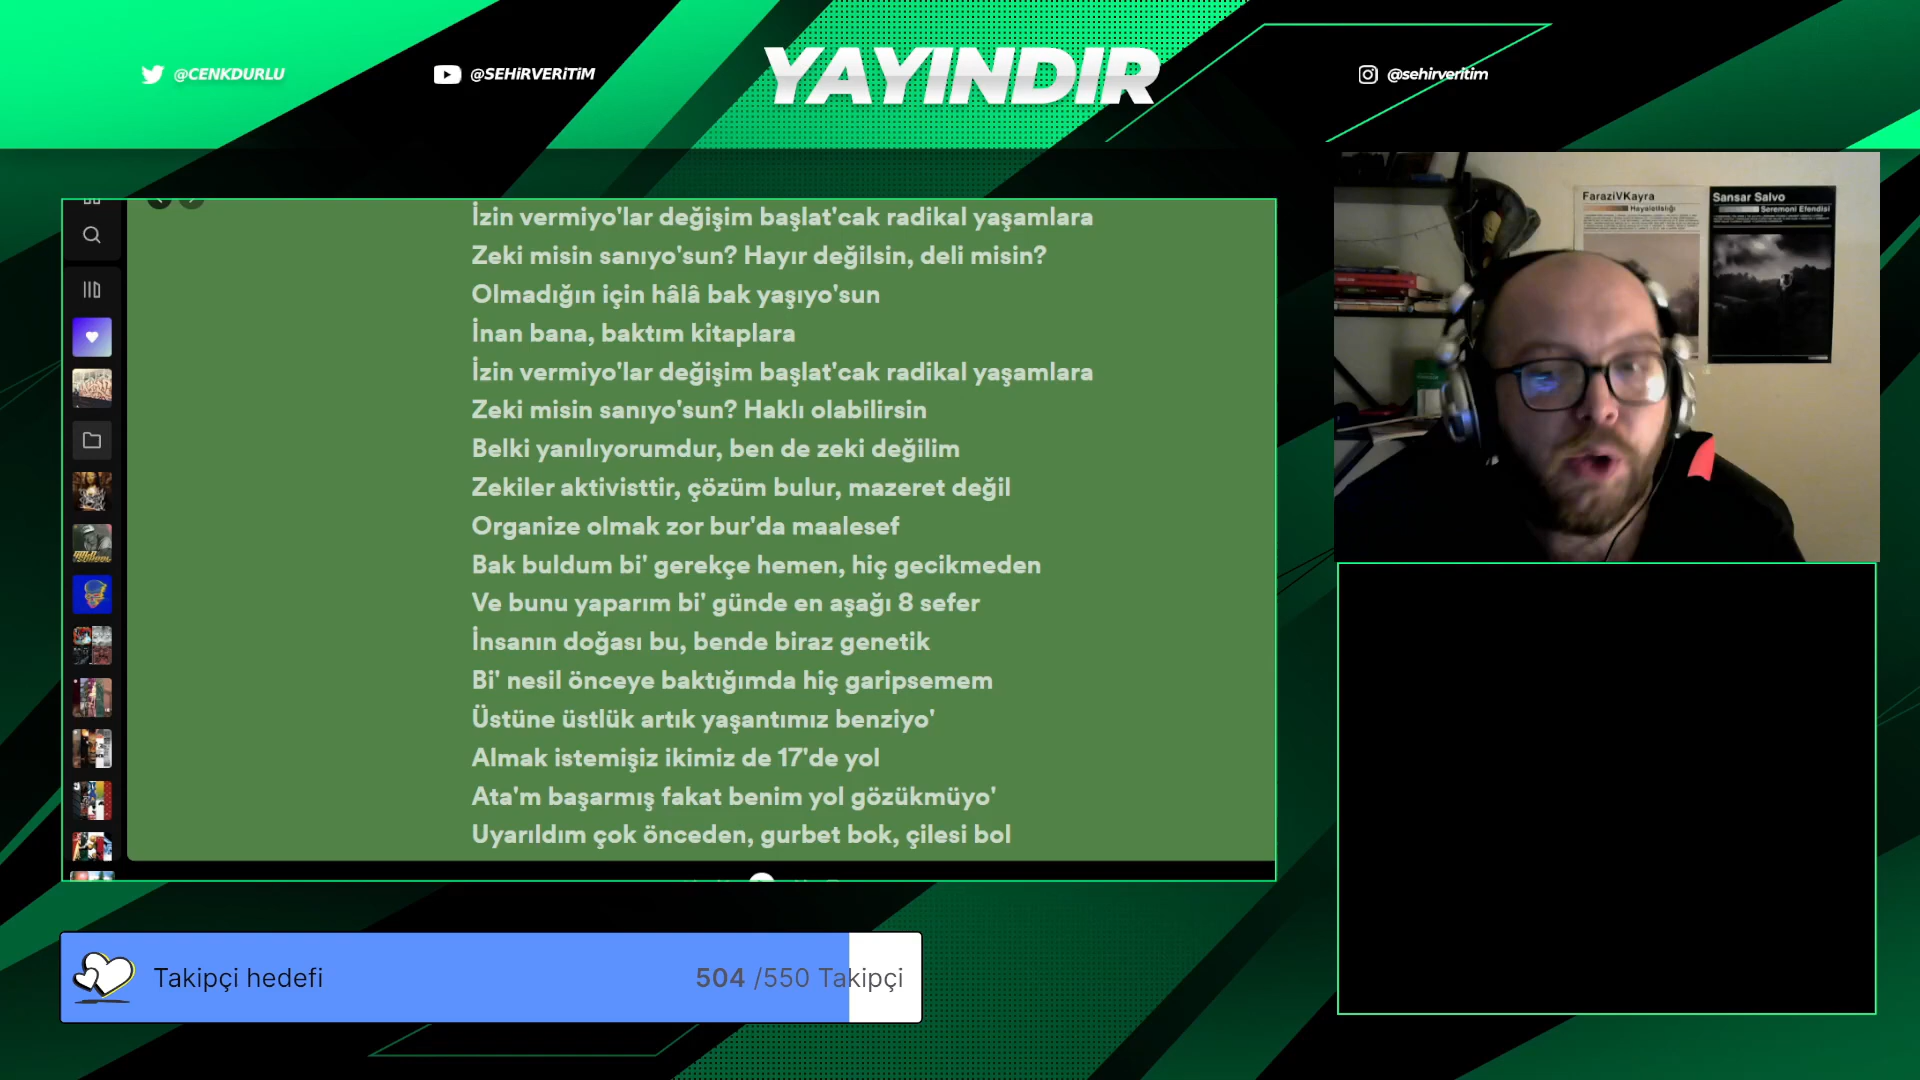 @CENKDURLU
@SEHİRVERİTİM
YAYINDIR
@sehirveritim
İzin vermiyo'lar değişim başlat'cak radikal yaşamlara
Zeki misin sanıyo'sun? Hayır değilsin, deli misin?
Olmadığın için hâlâ bak yaşıyo'sun
İnan bana, baktım kitaplara
İzin vermiyo'lar değişim başlat'cak radikal yaşamlara
Zeki misin sanıyo'sun? Haklı olabilirsin
Belki yanılıyorumdur, ben de zeki değilim
Zekiler aktivisttir, çözüm bulur, mazeret değil
Organize olmak zor bur'da maalesef
Bak buldum bi' gerekçe hemen, hiç gecikmeden
Ve bunu yaparım bi' günde en aşağı 8 sefer
İnsanın doğası bu, bende biraz genetik
Bi' nesil önceye baktığımda hiç garipsemem
Üstüne üstlük artık yaşantımız benziyo'
Almak istemişiz ikimiz de 17'de yol
Ata'm başarmış fakat benim yol gözükmüyo'
Uyarıldım çok önceden, gurbet bok, çilesi bol
FaraziVKayra
Hayaletıslığı
Sansar Salvo
Seremoni Efendisi
Takipçi hedefi
504 /550 Takipçi